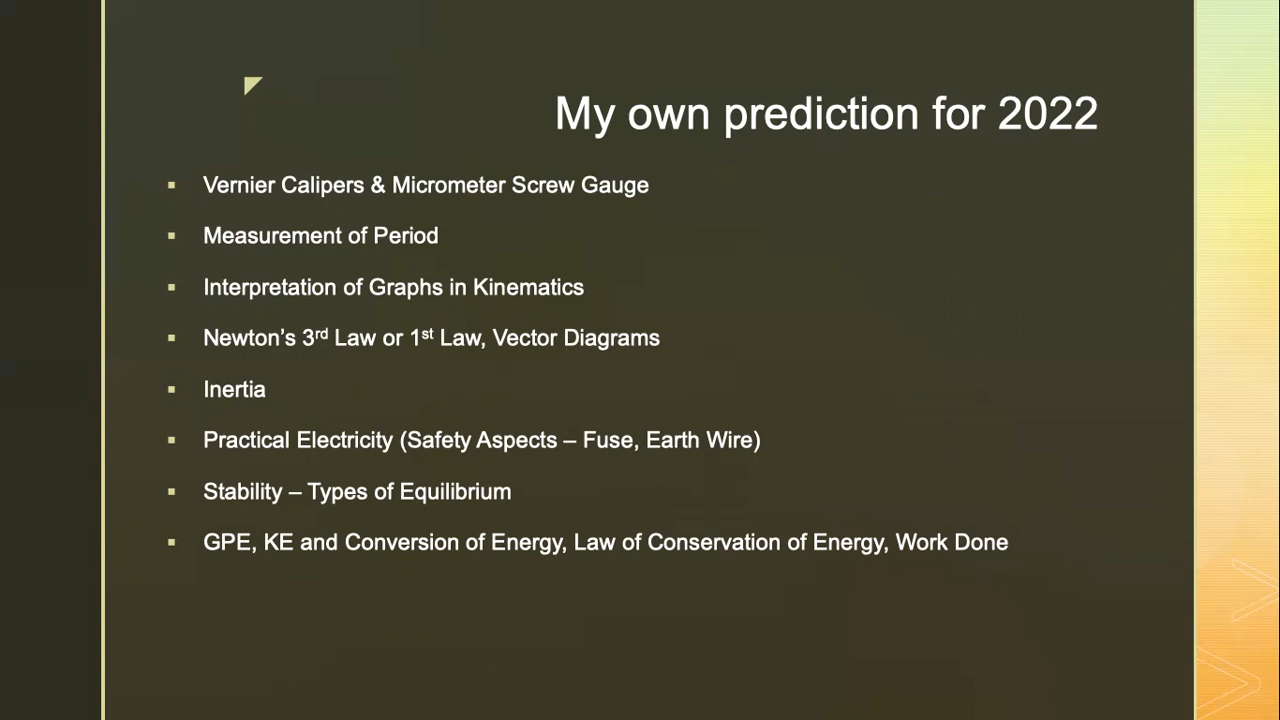 My own prediction for 2022
▪ Vernier Calipers & Micrometer Screw Gauge
▪ Measurement of Period
▪ Interpretation of Graphs in Kinematics
▪ Newton’s 3rd Law or 1st Law, Vector Diagrams
▪ Inertia
▪ Practical Electricity (Safety Aspects – Fuse, Earth Wire)
▪ Stability – Types of Equilibrium
▪ GPE, KE and Conversion of Energy, Law of Conservation of Energy, Work Done